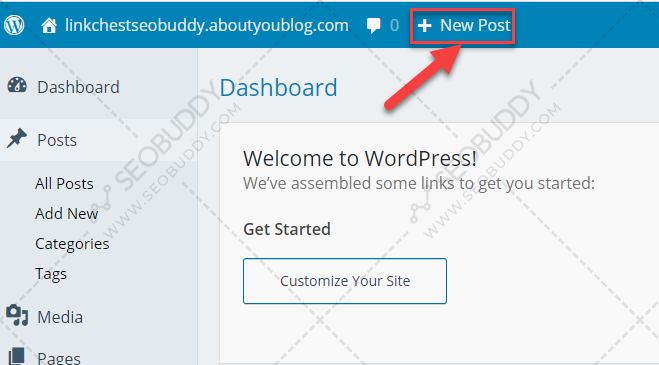 linkchestseobuddy.aboutyoublog.com 0 + New Post
Dashboard
Posts
All Posts
Add New
Categories
Tags
Media
Pages
Dashboard
Welcome to WordPress!
We've assembled some links to get you started:
Get Started
Customize Your Site
SEOBUDDY
WWW.SEOBUDDY.COM
SEOBUDDY
WWW.SEOBUDDY.COM